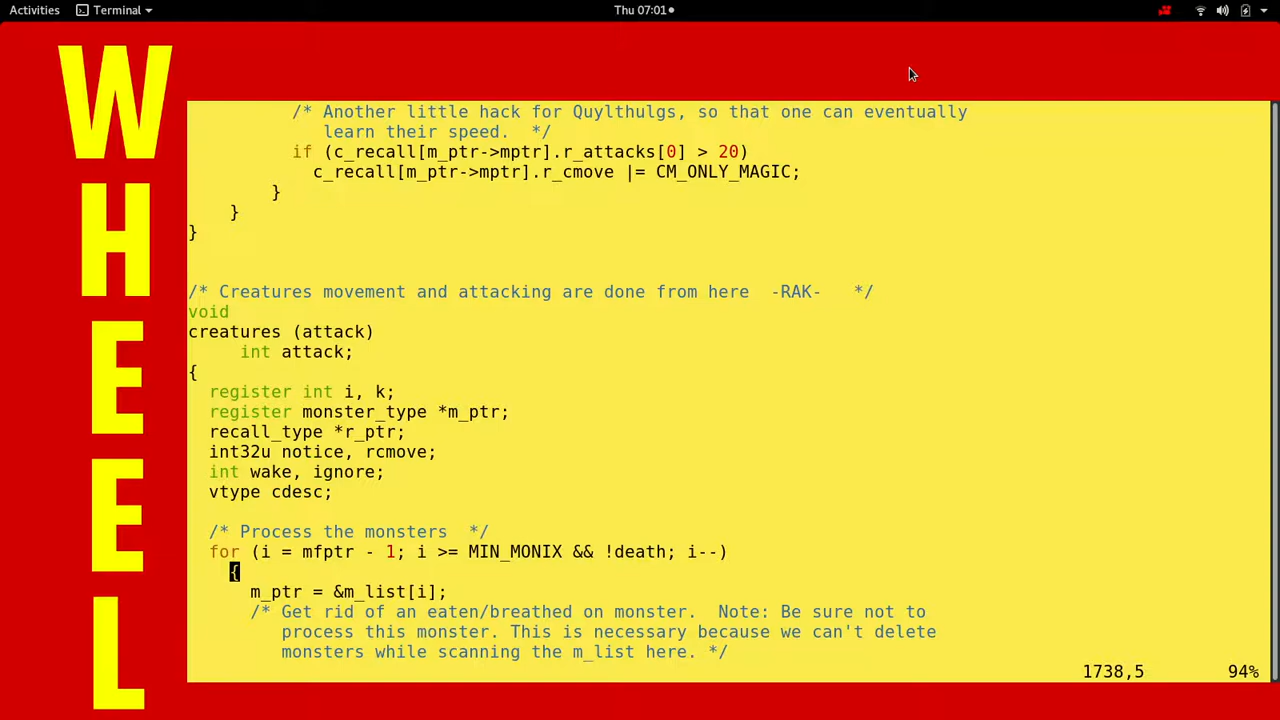 Activities Terminal Thu 07:01
WHEEL
/* Another little hack for Quylthulgs, so that one can eventually
learn their speed.  */
if (c_recall[m_ptr->mptr].r_attacks[0] > 20)
c_recall[m_ptr->mptr].r_cmove |= CM_ONLY_MAGIC;
}
}
}
/* Creatures movement and attacking are done from here  -RAK-   */
void
creatures (attack)
int attack;
{
register int i, k;
register monster_type *m_ptr;
recall_type *r_ptr;
int32u notice, rcmove;
int wake, ignore;
vtype cdesc;
/* Process the monsters  */
for (i = mfptr - 1; i >= MIN_MONIX && !death; i--)
{
m_ptr = &m_list[i];
/* Get rid of an eaten/breathed on monster.  Note: Be sure not to
process this monster. This is necessary because we can't delete
monsters while scanning the m_list here. */
1738,5 94%